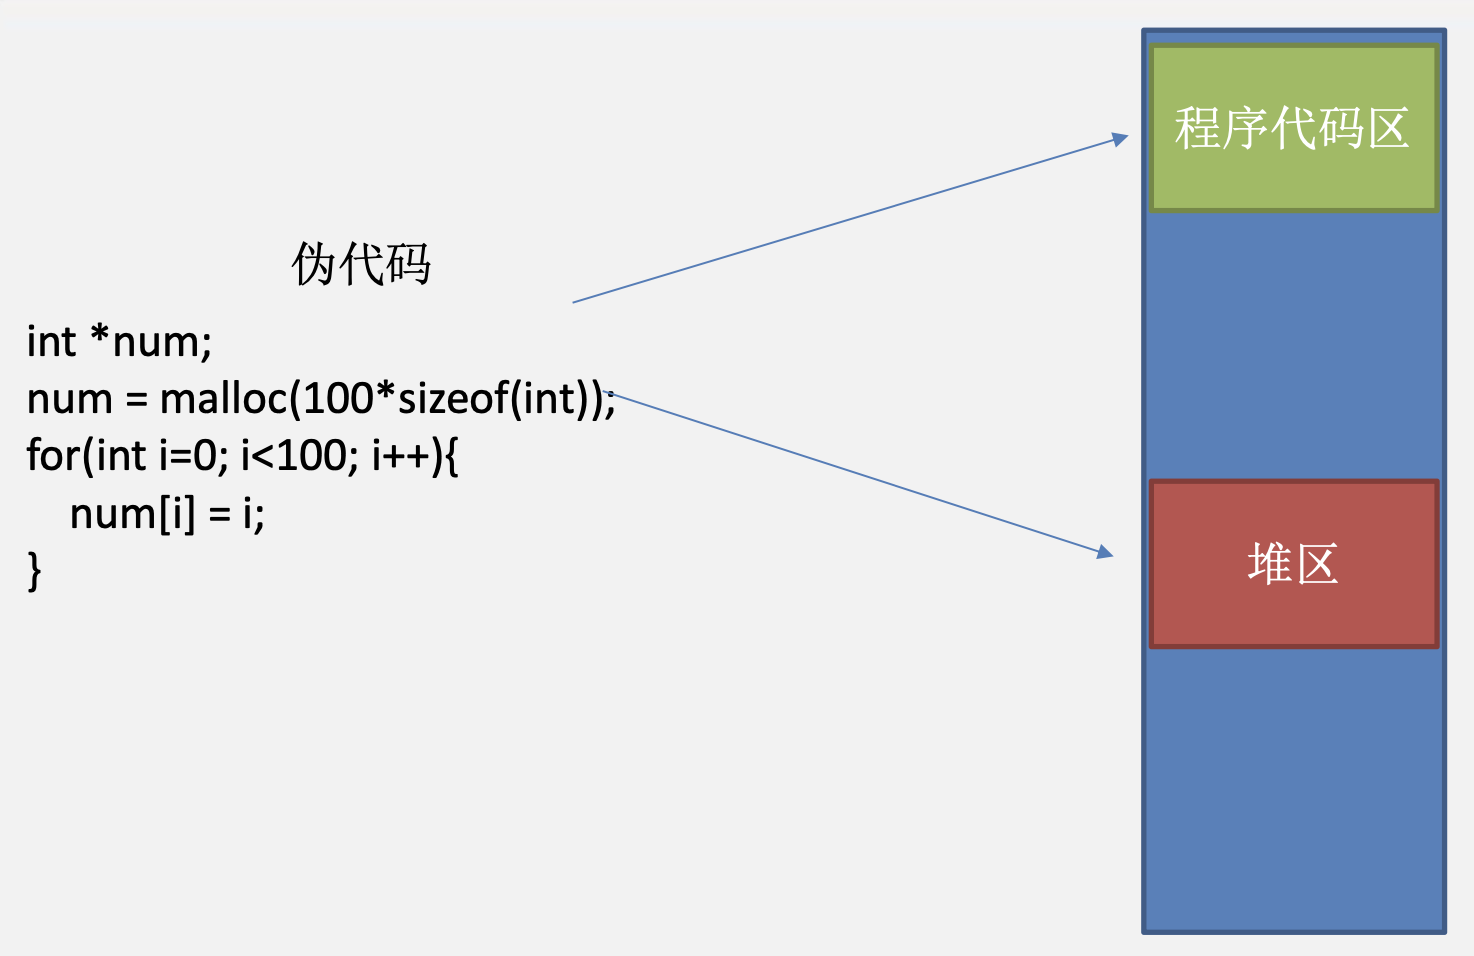 伪代码
int *num;
num = malloc(100*sizeof(int));
for(int i=0; i<100; i++){
num[i] = i;
}
程序代码区
堆区